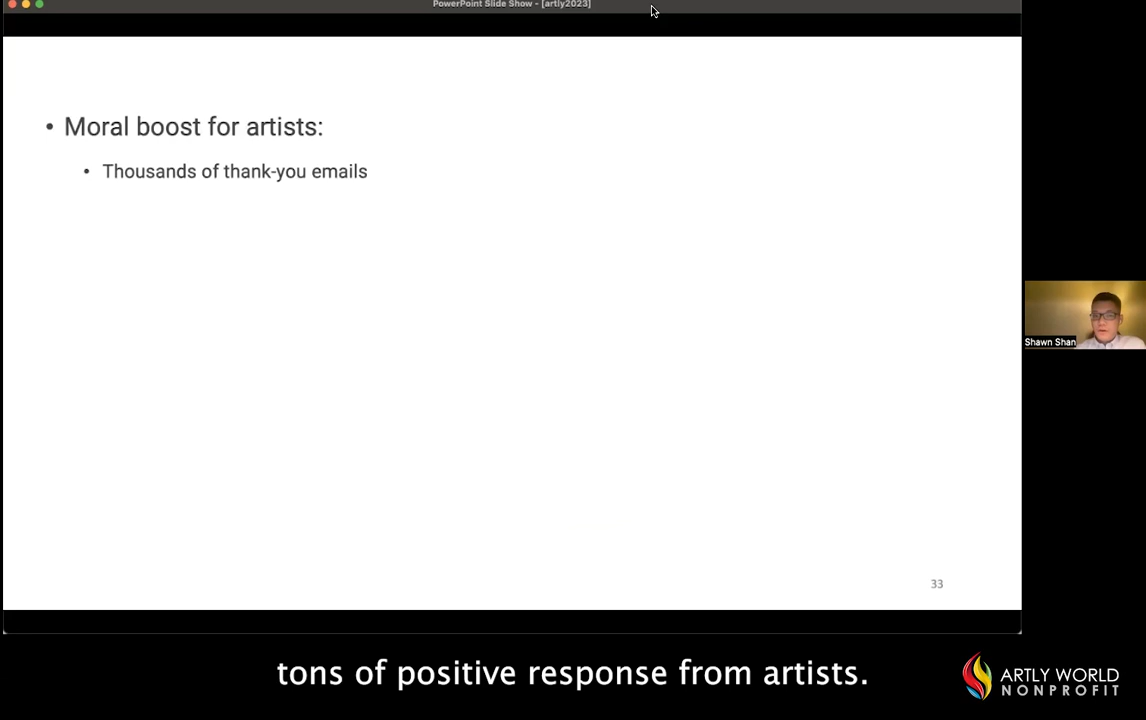 PowerPoint Slide Show - [artly2023]
• Moral boost for artists:
• Thousands of thank-you emails
Shawn Shan
33
tons of positive response from artists.
ARTLY WORLD
NONPROFIT